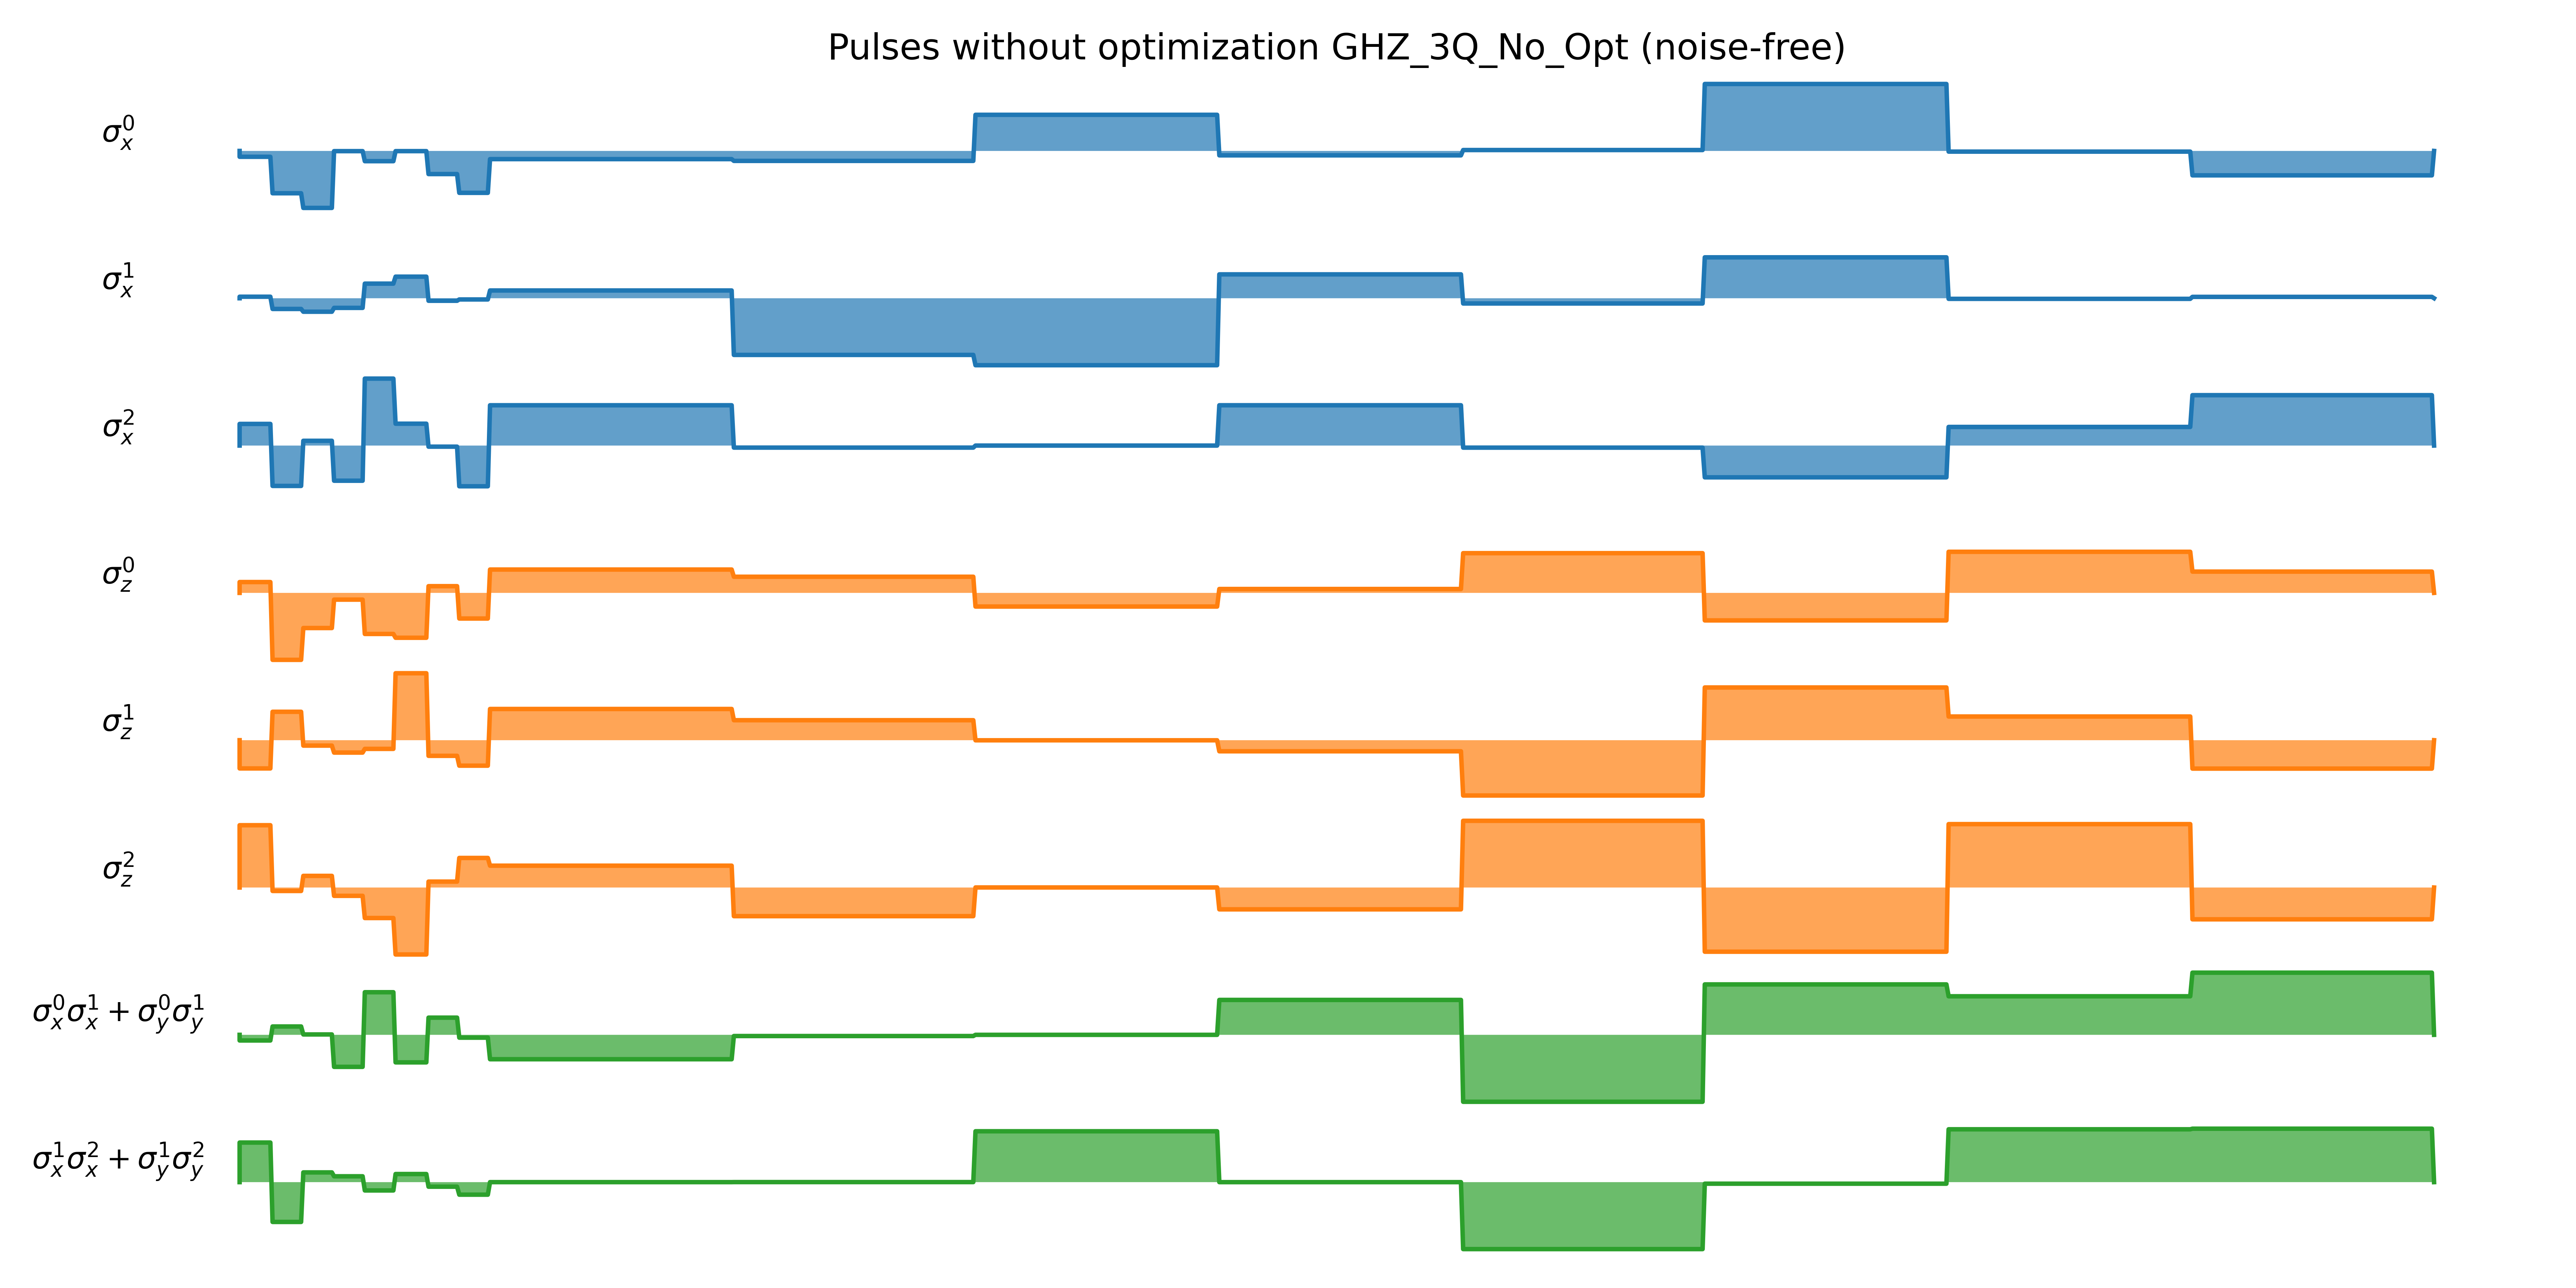 Pulses without optimization GHZ_3Q_No_Opt (noise-free)
σ_x^0
σ_x^1
σ_x^2
σ_z^0
σ_z^1
σ_z^2
σ_x^0σ_x^1 + σ_y^0σ_y^1
σ_x^1σ_x^2 + σ_y^1σ_y^2